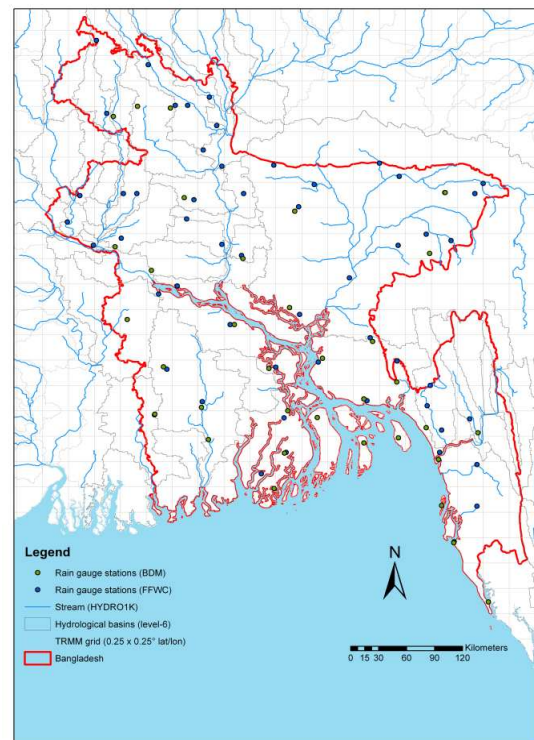 Legend
Rain gauge stations (BDM)
Rain gauge stations (FFWC)
Stream (HYDRO1K)
Hydrological basins (level-6)
TRMM grid (0.25 x 0.25° lat/lon)
Bangladesh
N
Kilometers
0 15 30 60 90 120